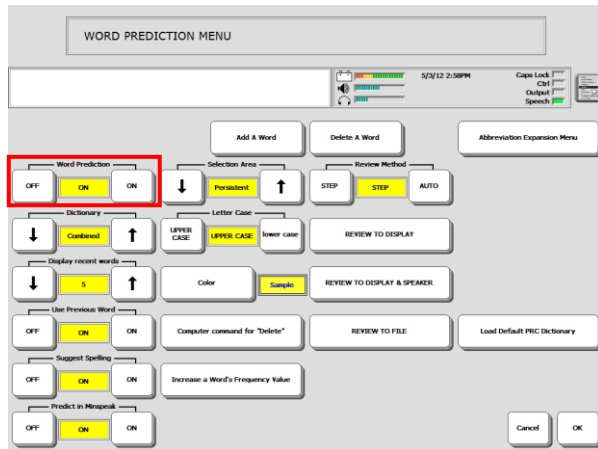 WORD PREDICTION MENU
5/3/12 2:58PM
Caps Lock
Ctrl
Output
Speech
Add A Word
Delete A Word
Abbreviation Expansion Menu
Word Prediction
OFF
ON
ON
Selection Area
Persistent
Review Method
STEP
STEP
AUTO
Dictionary
Combined
Letter Case
UPPER CASE
UPPER CASE
lower case
REVIEW TO DISPLAY
Display recent words
5
Color
Sample
REVIEW TO DISPLAY & SPEAKER
Use Previous Word
OFF
ON
ON
Computer command for "Delete"
REVIEW TO FILE
Load Default PRC Dictionary
Suggest Spelling
OFF
ON
ON
Increase a Word's Frequency Value
Predict in Minspeak
OFF
ON
ON
Cancel
OK